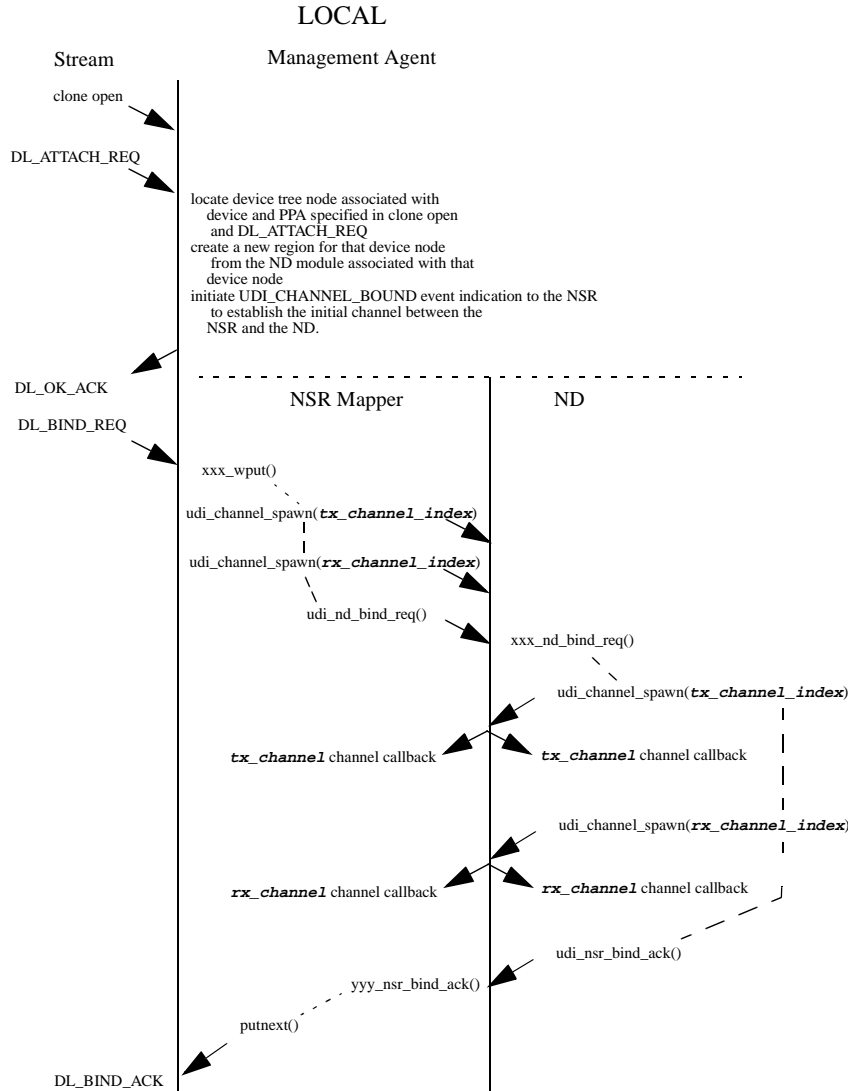 LOCAL
Stream
Management Agent
clone open
DL_ATTACH_REQ
locate device tree node associated with
device and PPA specified in clone open
and DL_ATTACH_REQ
create a new region for that device node
from the ND module associated with that
device node
initiate UDI_CHANNEL_BOUND event indication to the NSR
to establish the initial channel between the
NSR and the ND.
DL_OK_ACK
NSR Mapper
ND
DL_BIND_REQ
xxx_wput()
udi_channel_spawn(tx_channel_index)
udi_channel_spawn(rx_channel_index)
udi_nd_bind_req()
xxx_nd_bind_req()
udi_channel_spawn(tx_channel_index)
tx_channel channel callback
tx_channel channel callback
udi_channel_spawn(rx_channel_index)
rx_channel channel callback
rx_channel channel callback
udi_nsr_bind_ack()
yyy_nsr_bind_ack()
putnext()
DL_BIND_ACK